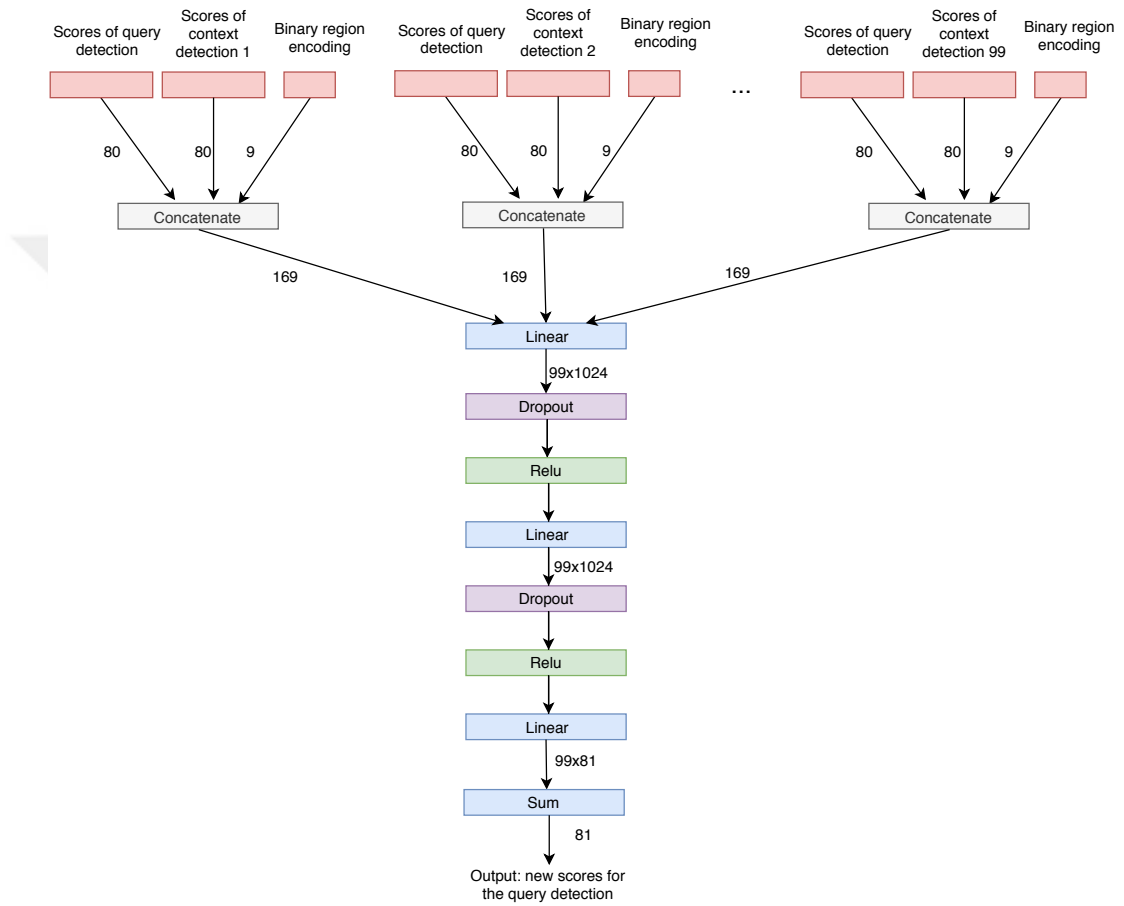 Scores of query
detection
Scores of
context
detection 1
Binary region
encoding
Scores of query
detection
Scores of
context
detection 2
Binary region
encoding
...
Scores of query
detection
Scores of
context
detection 99
Binary region
encoding
80
80
9
80
80
9
80
80
9
Concatenate
Concatenate
Concatenate
169
169
169
Linear
99x1024
Dropout
Relu
Linear
99x1024
Dropout
Relu
Linear
99x81
Sum
81
Output: new scores for
the query detection